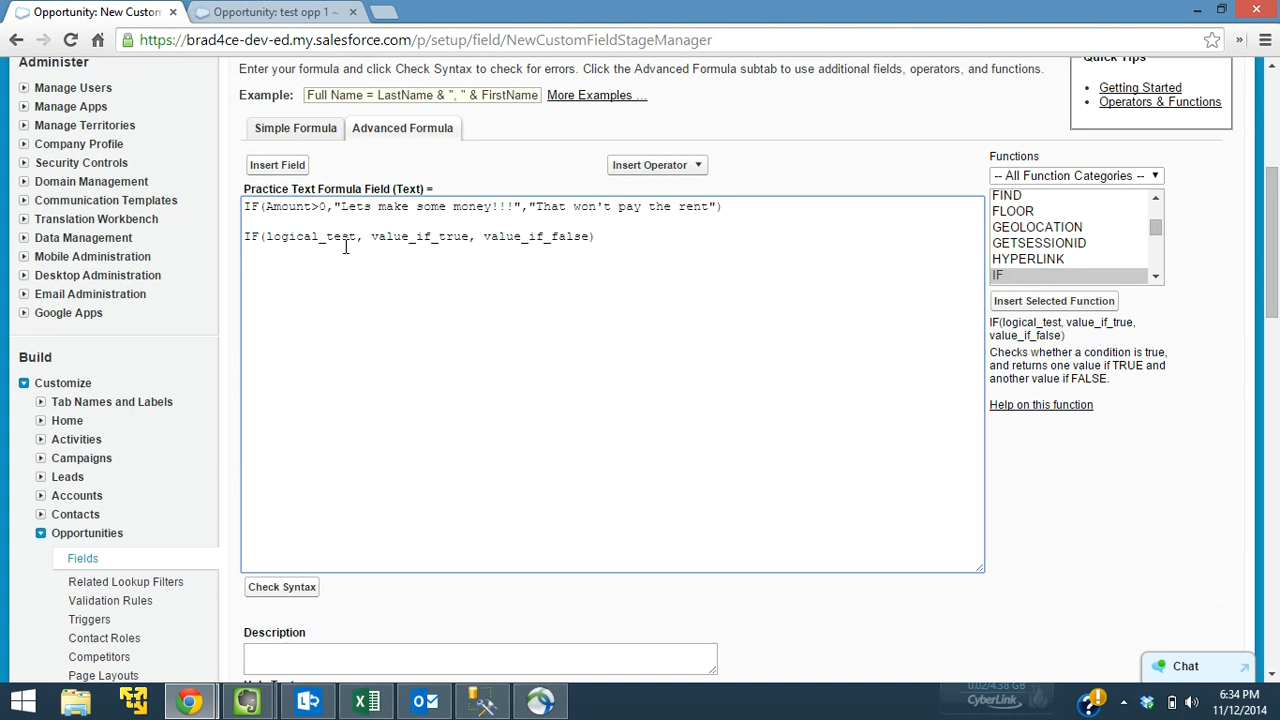 Opportunity: New Custom
Opportunity: test opp 1 ~
https://brad4ce-dev-ed.my.salesforce.com/p/setup/field/NewCustomFieldStageManager
Administer
Manage Users
Manage Apps
Manage Territories
Company Profile
Security Controls
Domain Management
Communication Templates
Translation Workbench
Data Management
Mobile Administration
Desktop Administration
Email Administration
Google Apps
Build
Customize
Tab Names and Labels
Home
Activities
Campaigns
Leads
Accounts
Contacts
Opportunities
Fields
Related Lookup Filters
Validation Rules
Triggers
Contact Roles
Competitors
Page Layouts
Enter your formula and click Check Syntax to check for errors. Click the Advanced Formula subtab to use additional fields, operators, and functions.
Example: Full Name = LastName & ", " & FirstName More Examples ...
Quick Tips
Getting Started
Operators & Functions
Simple Formula
Advanced Formula
Insert Field
Insert Operator
Practice Text Formula Field (Text) =
IF(Amount>0,"Lets make some money!!!","That won't pay the rent")
IF(logical_test, value_if_true, value_if_false)
Functions
-- All Function Categories --
FIND
FLOOR
GEOLOCATION
GETSESSIONID
HYPERLINK
IF
Insert Selected Function
IF(logical_test, value_if_true,
value_if_false)
Checks whether a condition is true,
and returns one value if TRUE and
another value if FALSE.
Help on this function
Check Syntax
Description
Chat
0.02/4.38 GB
CyberLink
6:34 PM
11/12/2014